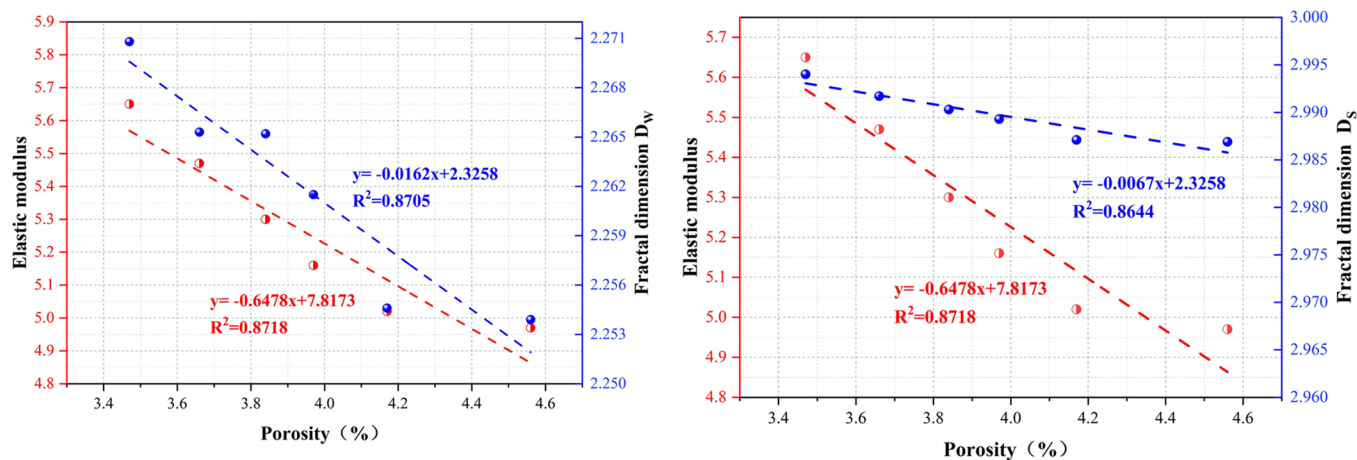 5.9
5.8
5.7
5.6
5.5
5.4
5.3
5.2
5.1
5.0
4.9
4.8
Elastic modulus
3.4 3.6 3.8 4.0 4.2 4.4 4.6
Porosity（%）
2.271
2.268
2.265
2.262
2.259
2.256
2.253
2.250
Fractal dimension D_W
y= -0.0162x+2.3258
R²=0.8705
y= -0.6478x+7.8173
R²=0.8718
5.7
5.6
5.5
5.4
5.3
5.2
5.1
5.0
4.9
4.8
Elastic modulus
3.4 3.6 3.8 4.0 4.2 4.4 4.6
Porosity（%）
3.000
2.995
2.990
2.985
2.980
2.975
2.970
2.965
2.960
Fractal dimension D_S
y= -0.0067x+2.3258
R²=0.8644
y= -0.6478x+7.8173
R²=0.8718